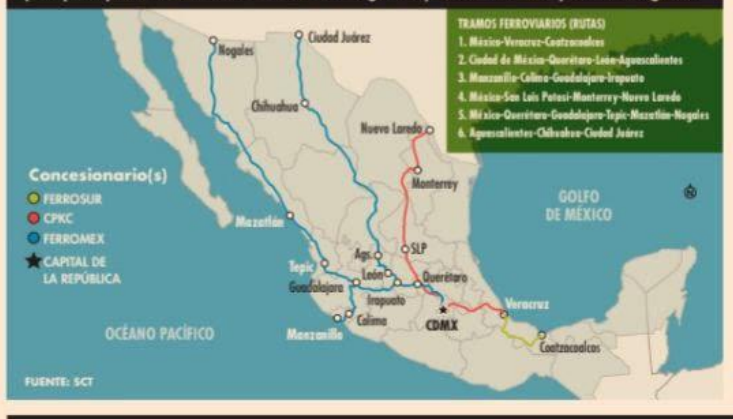 TRAMOS FERROVIARIOS (RUTAS)
1. México-Veracruz-Coatzacoalcos
2. Ciudad de México-Querétaro-León-Aguascalientes
3. Manzanillo-Colima-Guadalajara-Irapuato
4. México-San Luis Potosí-Monterrey-Nuevo Laredo
5. México-Querétaro-Guadalajara-Tepic-Mazatlán-Nogales
6. Aguascalientes-Chihuahua-Ciudad Juárez
Nogales
Ciudad Juárez
Chihuahua
Nuevo Laredo
Monterrey
Concesionario(s)
FERROSUR
CPKC
FERROMEX
CAPITAL DE
LA REPÚBLICA
GOLFO
DE MÉXICO
Mazatlán
SLP
Ags.
Tepic
León
Querétaro
Guadalajara
Irapuato
Veracruz
Manzanillo
Colima
CDMX
Coatzacoalcos
OCÉANO PACÍFICO
FUENTE: SCT